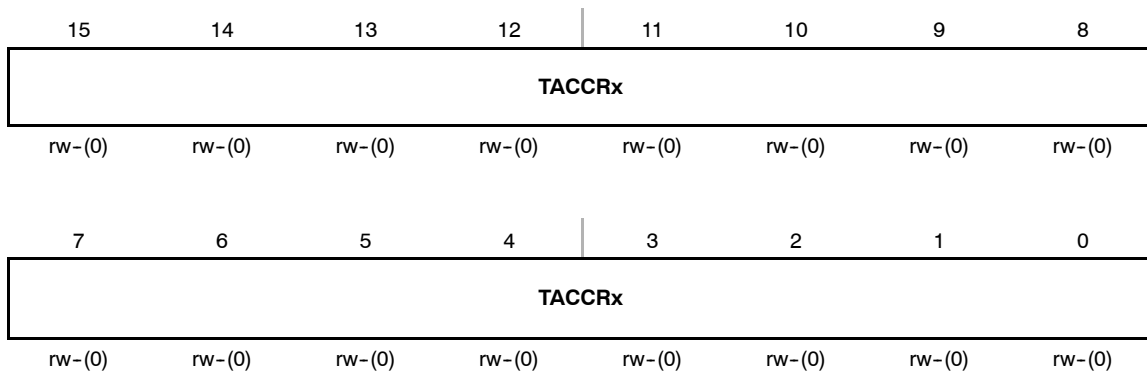 15 14 13 12 11 10 9 8
TACCRx
rw-(0) rw-(0) rw-(0) rw-(0) rw-(0) rw-(0) rw-(0) rw-(0)
7 6 5 4 3 2 1 0
TACCRx
rw-(0) rw-(0) rw-(0) rw-(0) rw-(0) rw-(0) rw-(0) rw-(0)